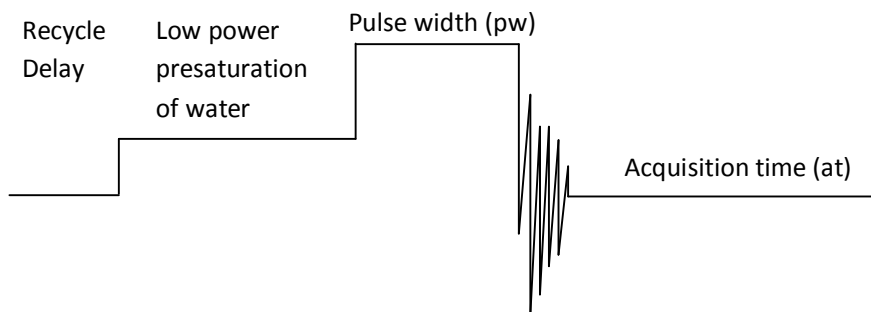 Recycle
Delay
Low power
presaturation
of water
Pulse width (pw)
Acquisition time (at)